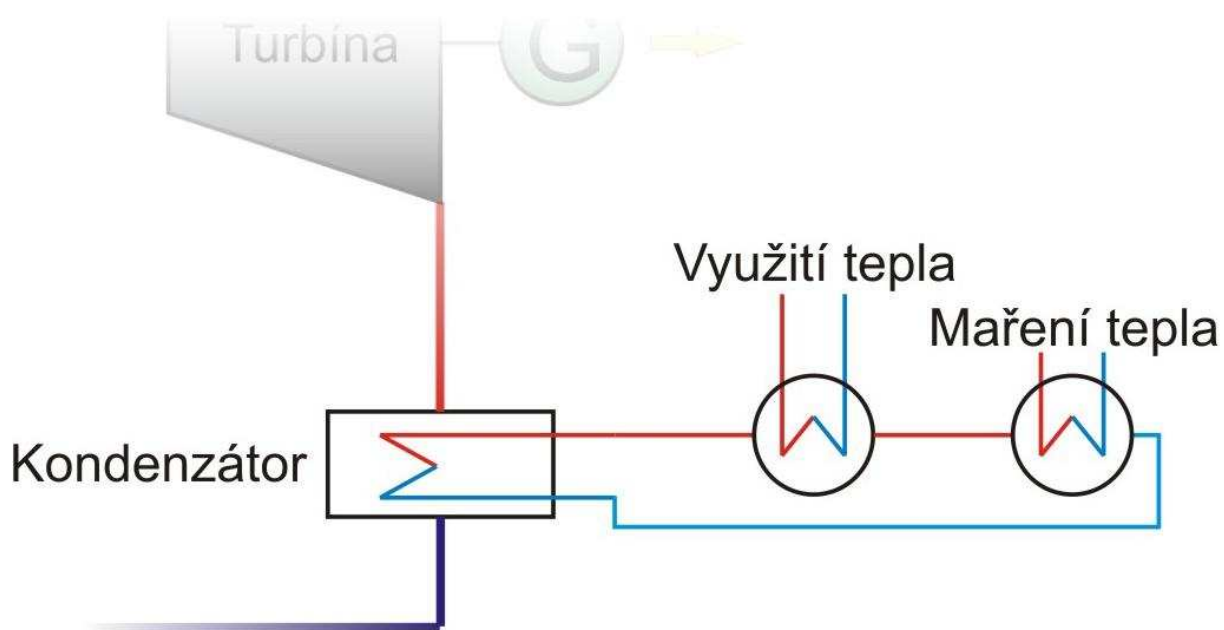 Turbína
G
Využití tepla
Maření tepla
Kondenzátor